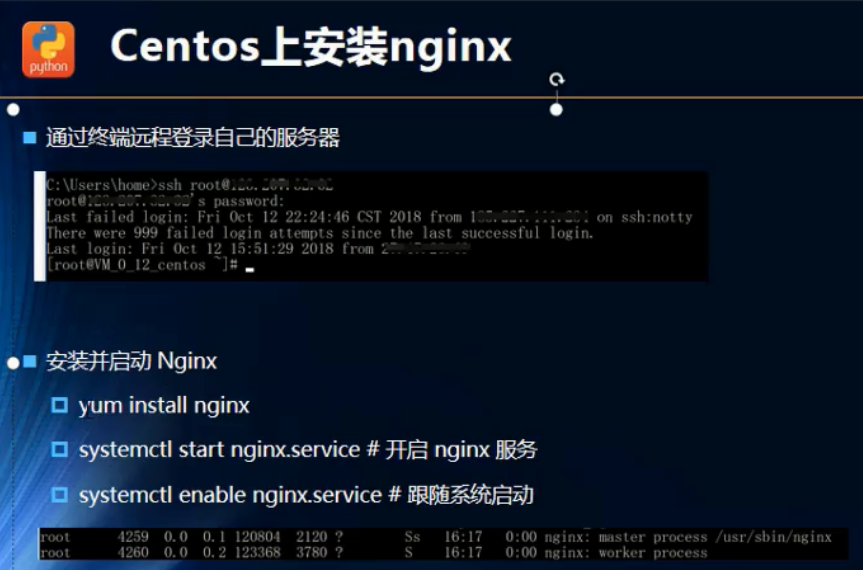 python
Centos上安装nginx
通过终端远程登录自己的服务器
C:\Users\home>ssh root@
root@ 's password:
Last failed login: Fri Oct 12 22:24:46 CST 2018 from on ssh:notty
There were 999 failed login attempts since the last successful login.
Last login: Fri Oct 12 15:51:29 2018 from
[root@VM_0_12_centos ~]#
安装并启动 Nginx
yum install nginx
systemctl start nginx.service # 开启 nginx 服务
systemctl enable nginx.service # 跟随系统启动
root 4259 0.0 0.1 120804 2120 ? Ss 16:17 0:00 nginx: master process /usr/sbin/nginx
root 4260 0.0 0.2 123368 3780 ? S 16:17 0:00 nginx: worker process